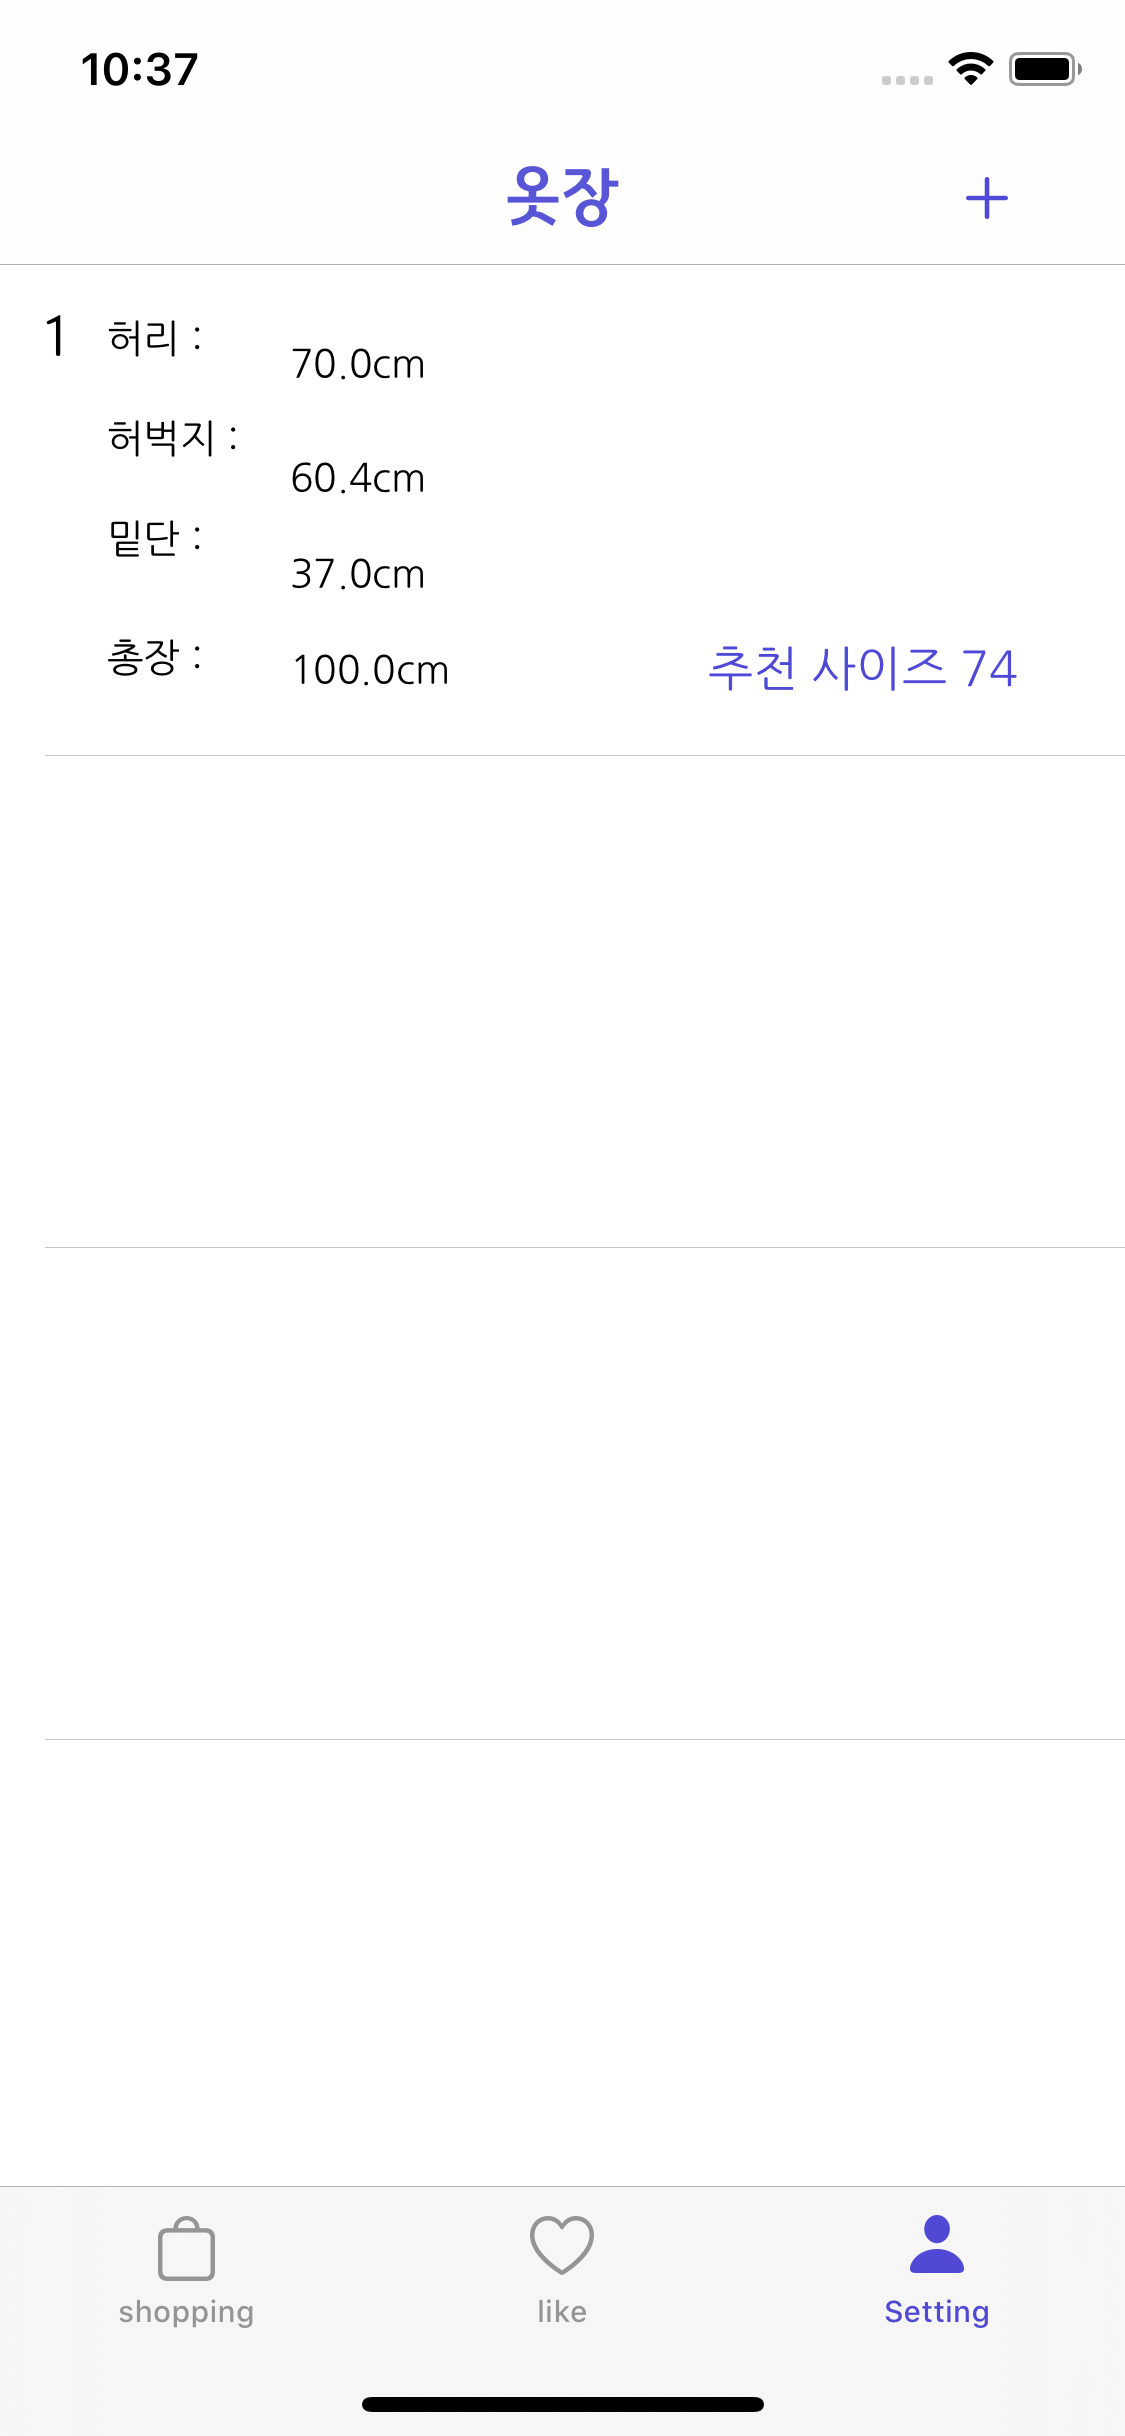 10:37
옷장
1 허리 : 70.0cm
허벅지 : 60.4cm
밑단 : 37.0cm
총장 : 100.0cm 추천 사이즈 74
shopping like Setting